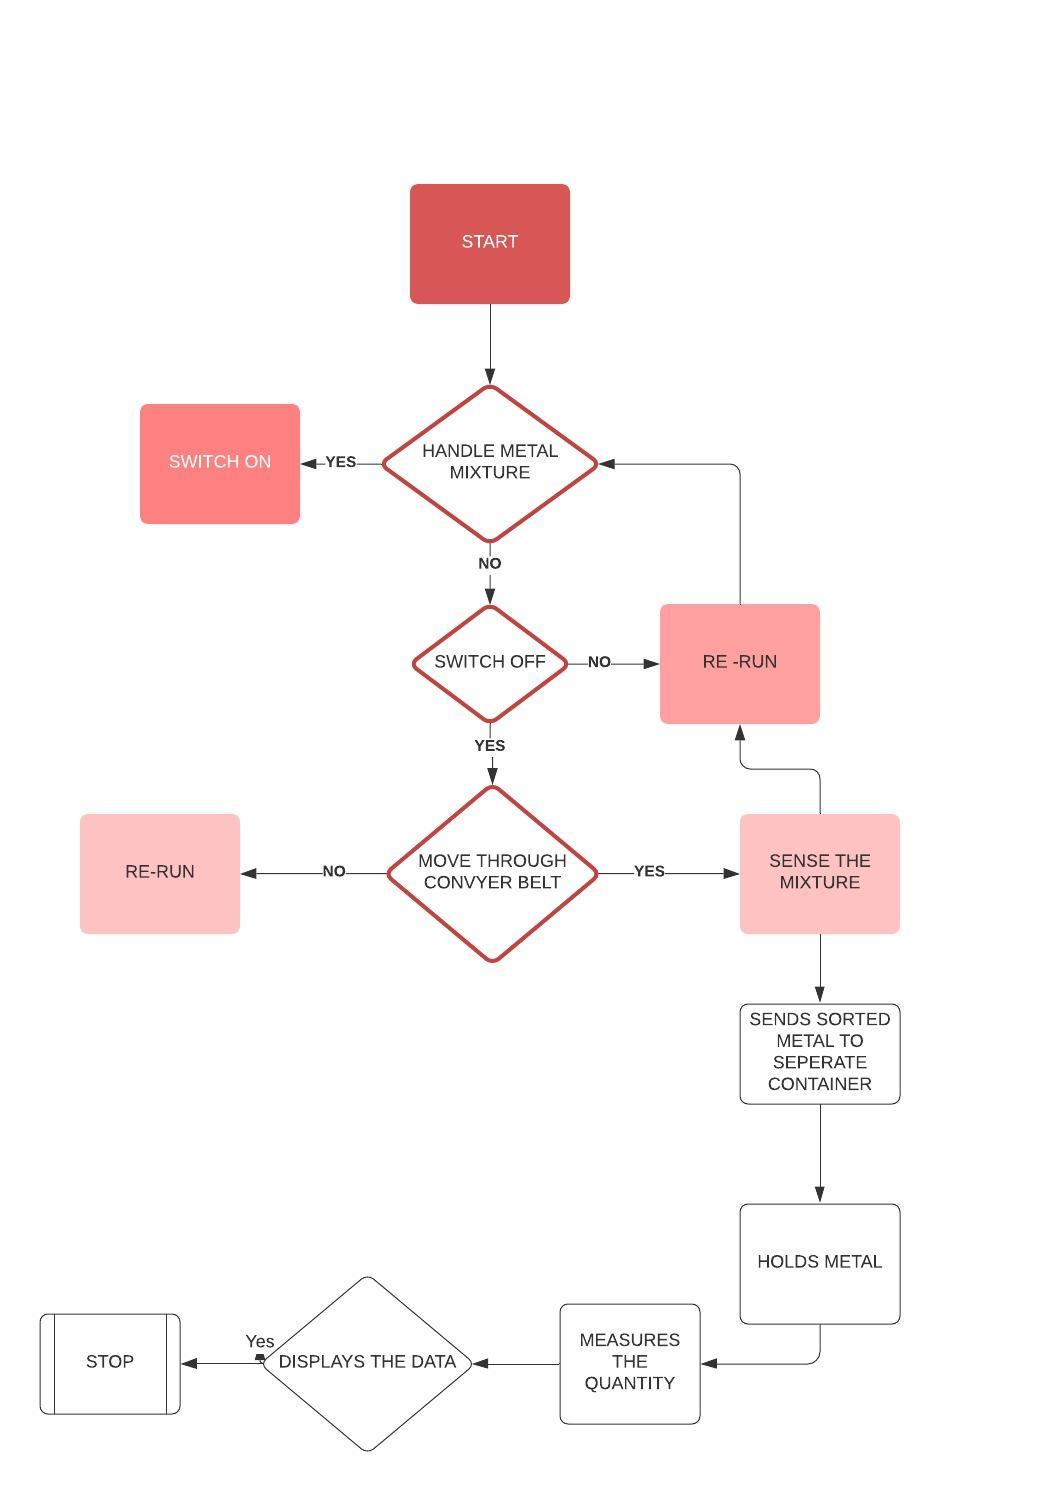 START
SWITCH ON
YES
HANDLE METAL
MIXTURE
NO
SWITCH OFF
NO
RE -RUN
YES
RE-RUN
NO
MOVE THROUGH
CONVYER BELT
YES
SENSE THE
MIXTURE
SENDS SORTED
METAL TO
SEPERATE
CONTAINER
HOLDS METAL
MEASURES
THE
QUANTITY
DISPLAYS THE DATA
Yes
STOP